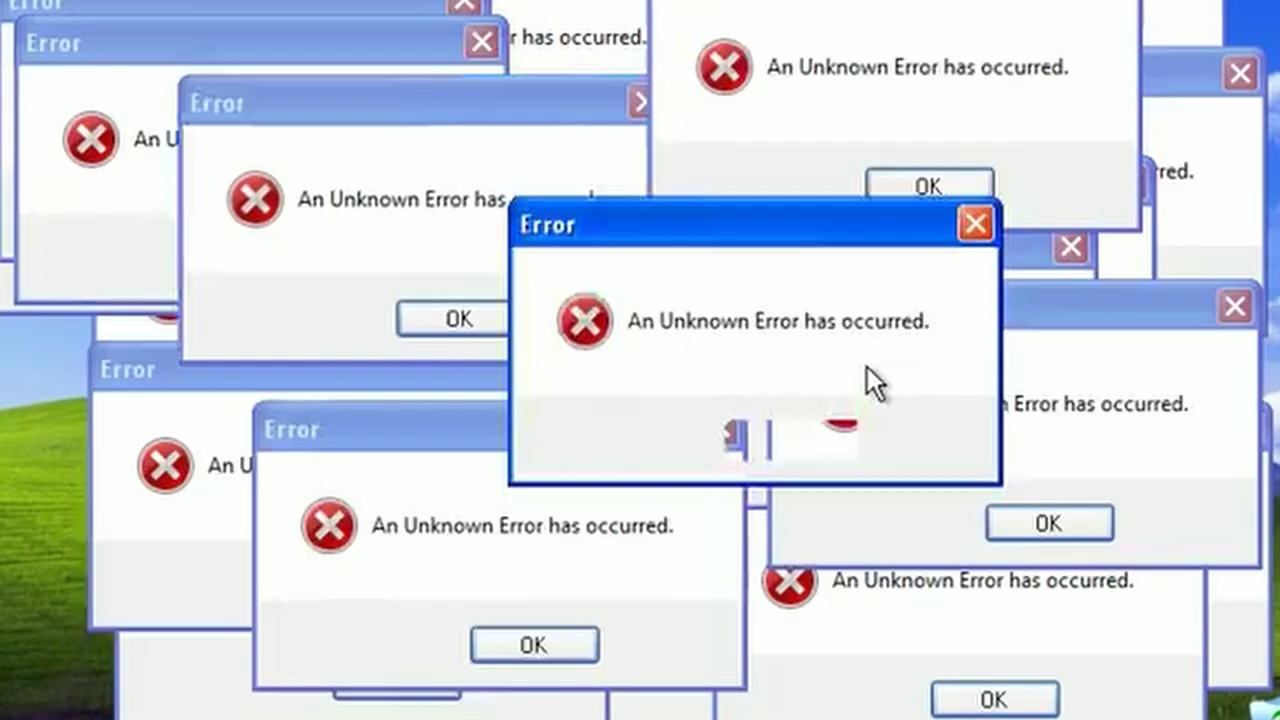 Error
Error
r has occurred.
An Unknown Error has occurred.
Error
An U
red.
OK
An Unknown Error has
Error
OK
An Unknown Error has occurred.
Error
Error
n Error has occurred.
An U
An Unknown Error has occurred.
OK
An Unknown Error has occurred.
OK
OK